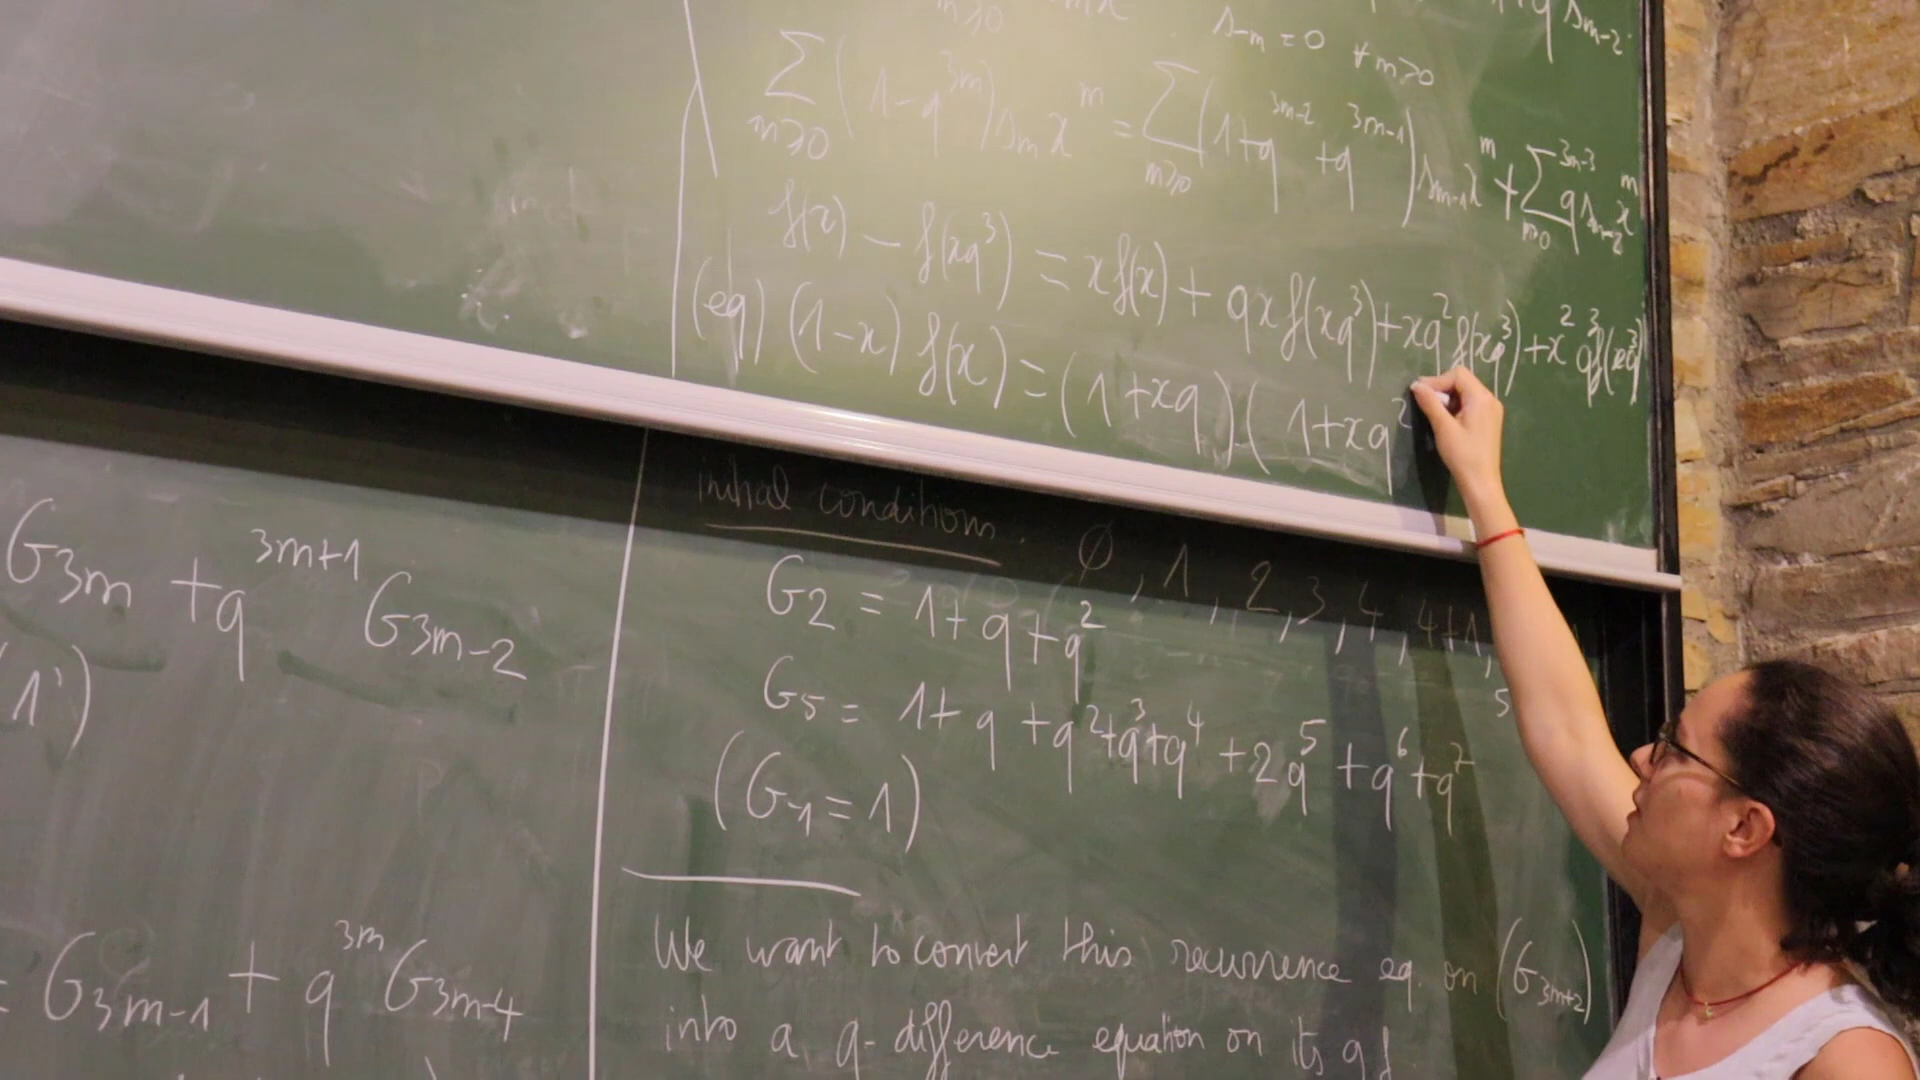 s_{-m} = 0 ∀ m ≥ 0
q s_{m-2}.
∑_{m≥0} (1 - q^{3m}) s_m x^m = ∑_{m≥0} (1 + q^{3m-2} + q^{3m-1}) s_{m-1} x^m + ∑_{m≥0} q^{3m-3} s_{m-2} x^m
f(x) - f(xq^3) = x f(x) + q x f(xq^3) + x q^2 f(xq^3) + x^2 q^3 f(xq^3)
(eq) (1-x) f(x) = (1 + xq)(1 + xq^2
G_{3m} + q^{3m+1} G_{3m-2}
(1')
= G_{3m-1} + q^{3m} G_{3m-4}
initial conditions. ∅, 1, 2, 3, 4, 4+1,
G_2 = 1 + q + q^2
G_5 = 1 + q + q^2 + q^3 + q^4 + 2q^5 + q^6 + q^7
5
(G_{-1} = 1)
We want to convert this recurrence eq. on (G_{3m+2})
into a q-difference equation on its g f